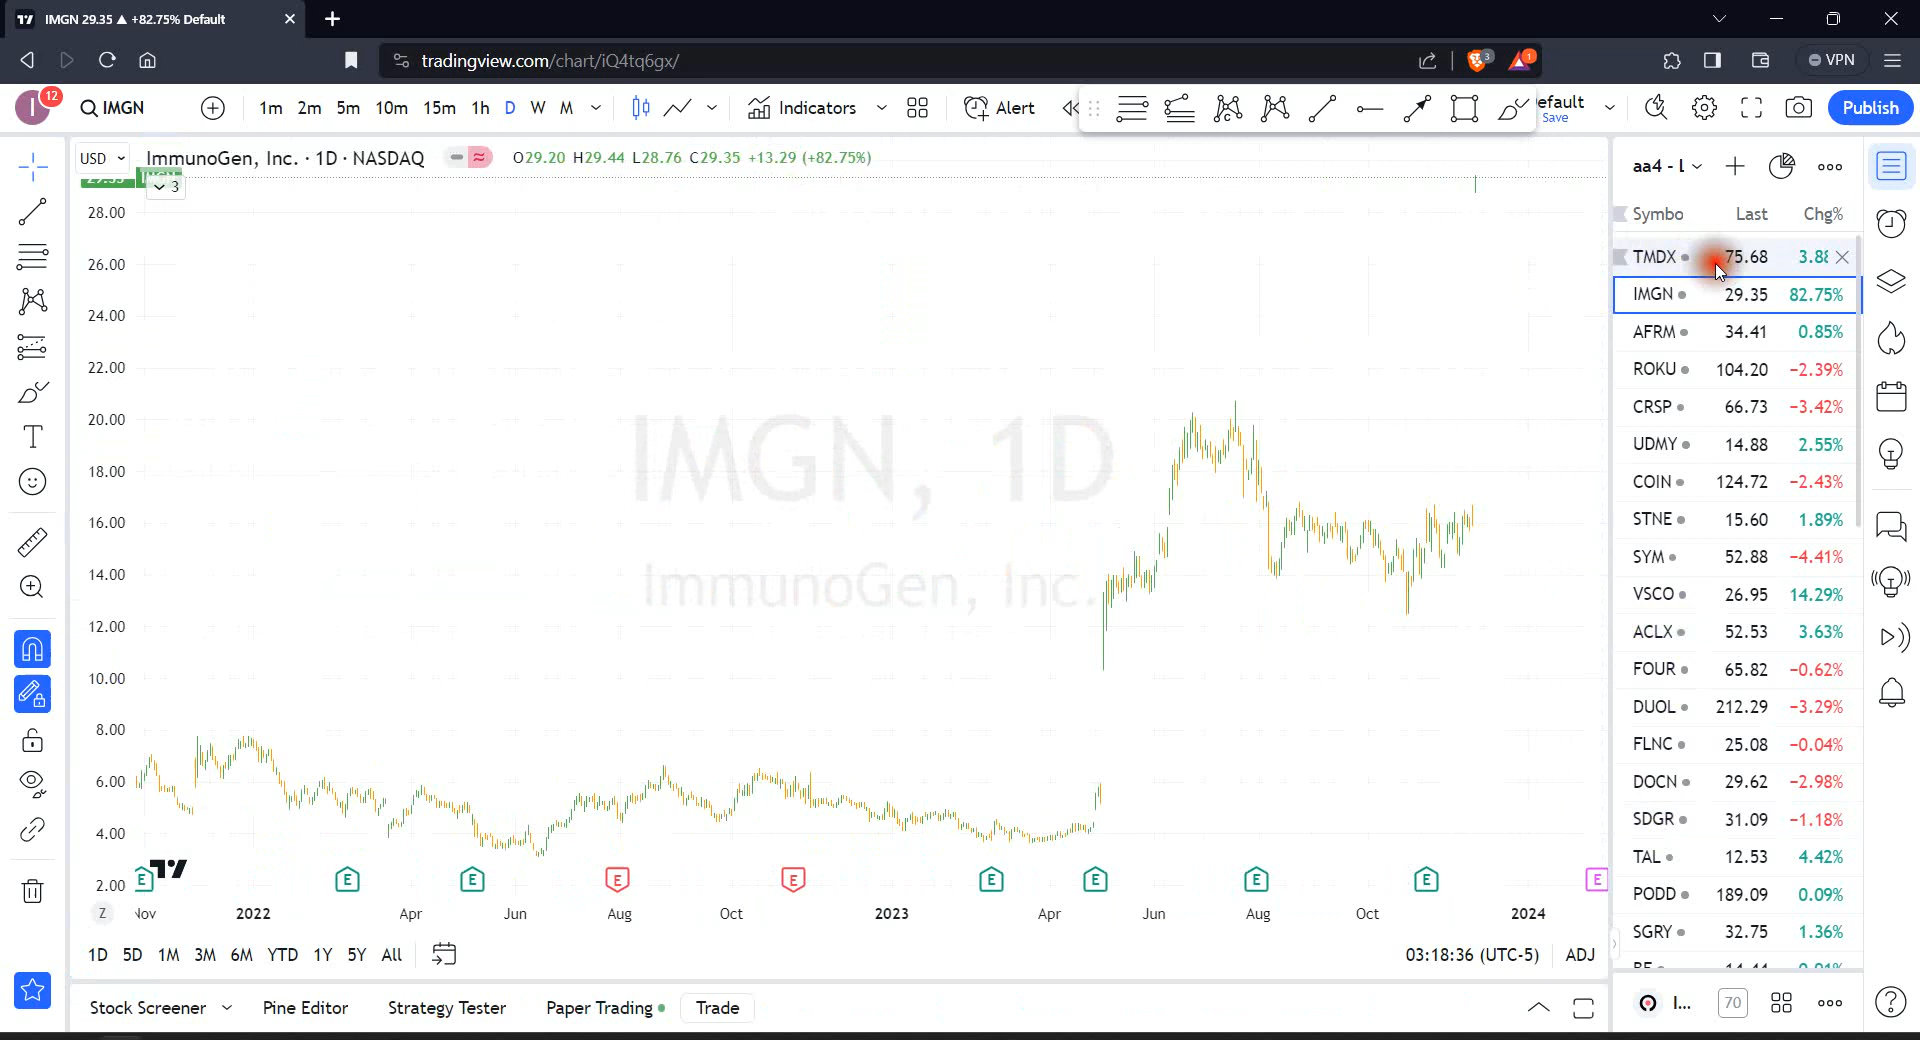 IMGN 29.35 ▲ +82.75% Default
tradingview.com/chart/iQ4tq6gx/
3
1
VPN
I
12
IMGN
1m 2m 5m 10m 15m 1h D W M
Indicators
Alert
efault
Save
Publish
USD
ImmunoGen, Inc. · 1D · NASDAQ
O29.20 H29.44 L28.76 C29.35 +13.29 (+82.75%)
3
28.00
26.00
24.00
22.00
20.00
18.00
16.00
14.00
12.00
10.00
8.00
6.00
4.00
2.00
IMGN, 1D
ImmunoGen, Inc.
E E E E E E E E E E
Z
Nov 2022 Apr Jun Aug Oct 2023 Apr Jun Aug Oct 2024
1D 5D 1M 3M 6M YTD 1Y 5Y All
03:18:36 (UTC-5) ADJ
Stock Screener Pine Editor Strategy Tester Paper Trading Trade
aa4 - L
Symbo Last Chg%
TMDX 75.68 3.88
IMGN 29.35 82.75%
AFRM 34.41 0.85%
ROKU 104.20 −2.39%
CRSP 66.73 −3.42%
UDMY 14.88 2.55%
COIN 124.72 −2.43%
STNE 15.60 1.89%
SYM 52.88 −4.41%
VSCO 26.95 14.29%
ACLX 52.53 3.63%
FOUR 65.82 −0.62%
DUOL 212.29 −3.29%
FLNC 25.08 −0.04%
DOCN 29.62 −2.98%
SDGR 31.09 −1.18%
TAL 12.53 4.42%
PODD 189.09 0.09%
SGRY 32.75 1.36%
I... 70